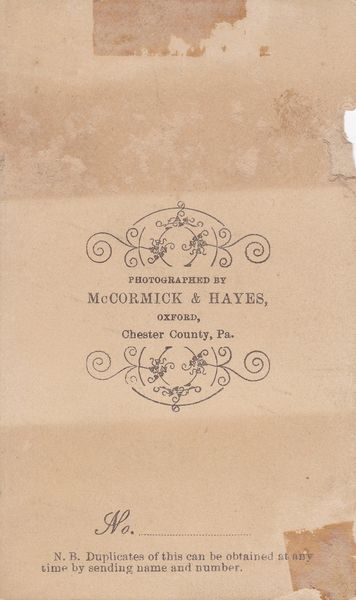 PHOTOGRAPHED BY
McCORMICK & HAYES,
OXFORD,
Chester County, Pa.
No.
N. B. Duplicates of this can be obtained at any
time by sending name and number.